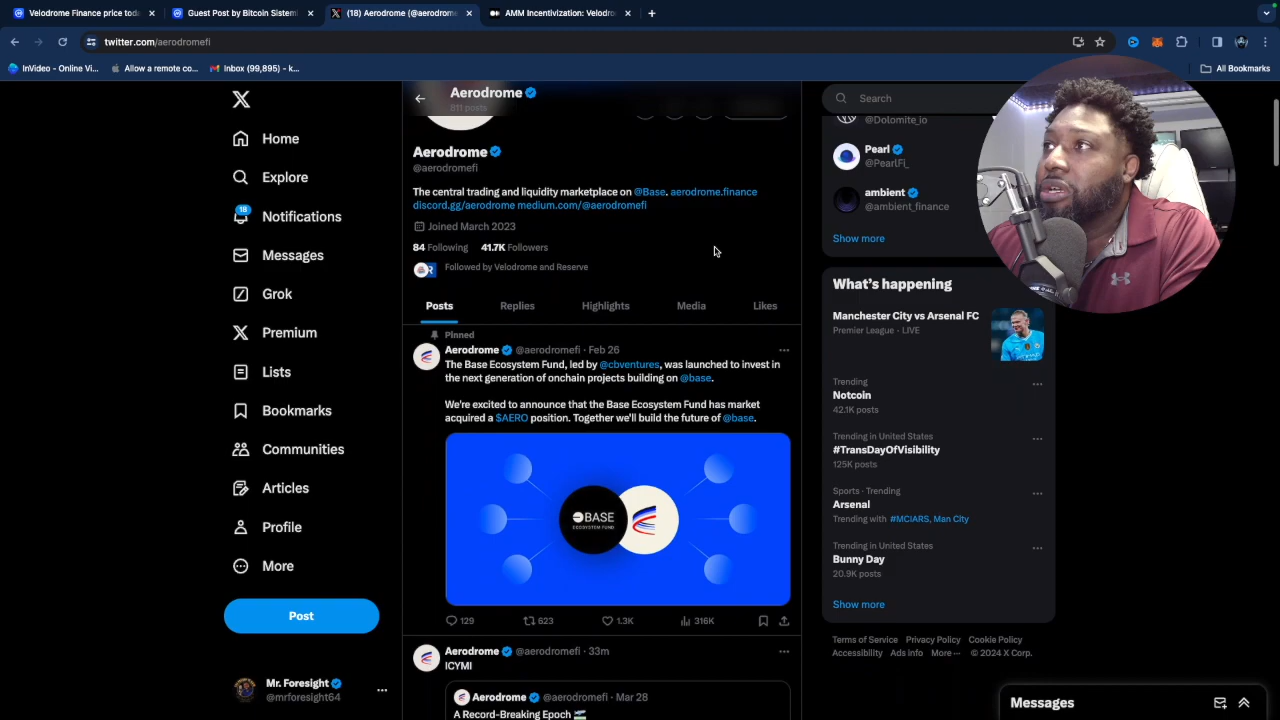 Velodrome Finance price toda
Guest Post by Bitcoin Sistemi
(18) Aerodrome (@aerodrome
AMM Incentivization: Velodro
twitter.com/aerodromefi
InVideo - Online Vi...
Allow a remote co...
Inbox (99,895) - k...
All Bookmarks
Home
Explore
18
Notifications
Messages
Grok
Premium
Lists
Bookmarks
Communities
Articles
Profile
More
Post
Mr. Foresight
@mrforesight64
Aerodrome
811 posts
Aerodrome
@aerodromefi
The central trading and liquidity marketplace on @Base. aerodrome.finance
discord.gg/aerodrome medium.com/@aerodromefi
Joined March 2023
84 Following 41.7K Followers
Followed by Velodrome and Reserve
Posts Replies Highlights Media Likes
Pinned
Aerodrome @aerodromefi · Feb 26
The Base Ecosystem Fund, led by @cbventures, was launched to invest in
the next generation of onchain projects building on @base.
We're excited to announce that the Base Ecosystem Fund has market
acquired a $AERO position. Together we'll build the future of @base.
BASE
ECOSYSTEM FUND
129 623 1.3K 316K
Aerodrome @aerodromefi · 33m
ICYMI
Aerodrome @aerodromefi · Mar 28
A Record-Breaking Epoch
Search
@Dolomite_io
Pearl
@PearlFi_
ambient
@ambient_finance
Show more
What's happening
Manchester City vs Arsenal FC
Premier League · LIVE
Trending
Notcoin
42.1K posts
Trending in United States
#TransDayOfVisibility
125K posts
Sports · Trending
Arsenal
Trending with #MCIARS, Man City
Trending in United States
Bunny Day
20.9K posts
Show more
Terms of Service Privacy Policy Cookie Policy
Accessibility Ads info More ··· © 2024 X Corp.
Messages